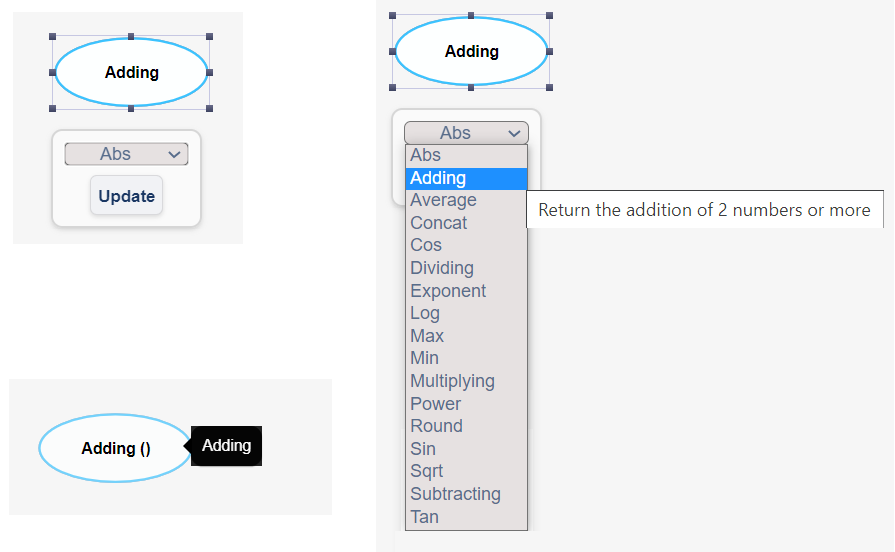 Adding
Abs
Update
Adding ()
Adding
Adding
Abs
Abs
Adding
Return the addition of 2 numbers or more
Average
Concat
Cos
Dividing
Exponent
Log
Max
Min
Multiplying
Power
Round
Sin
Sqrt
Subtracting
Tan